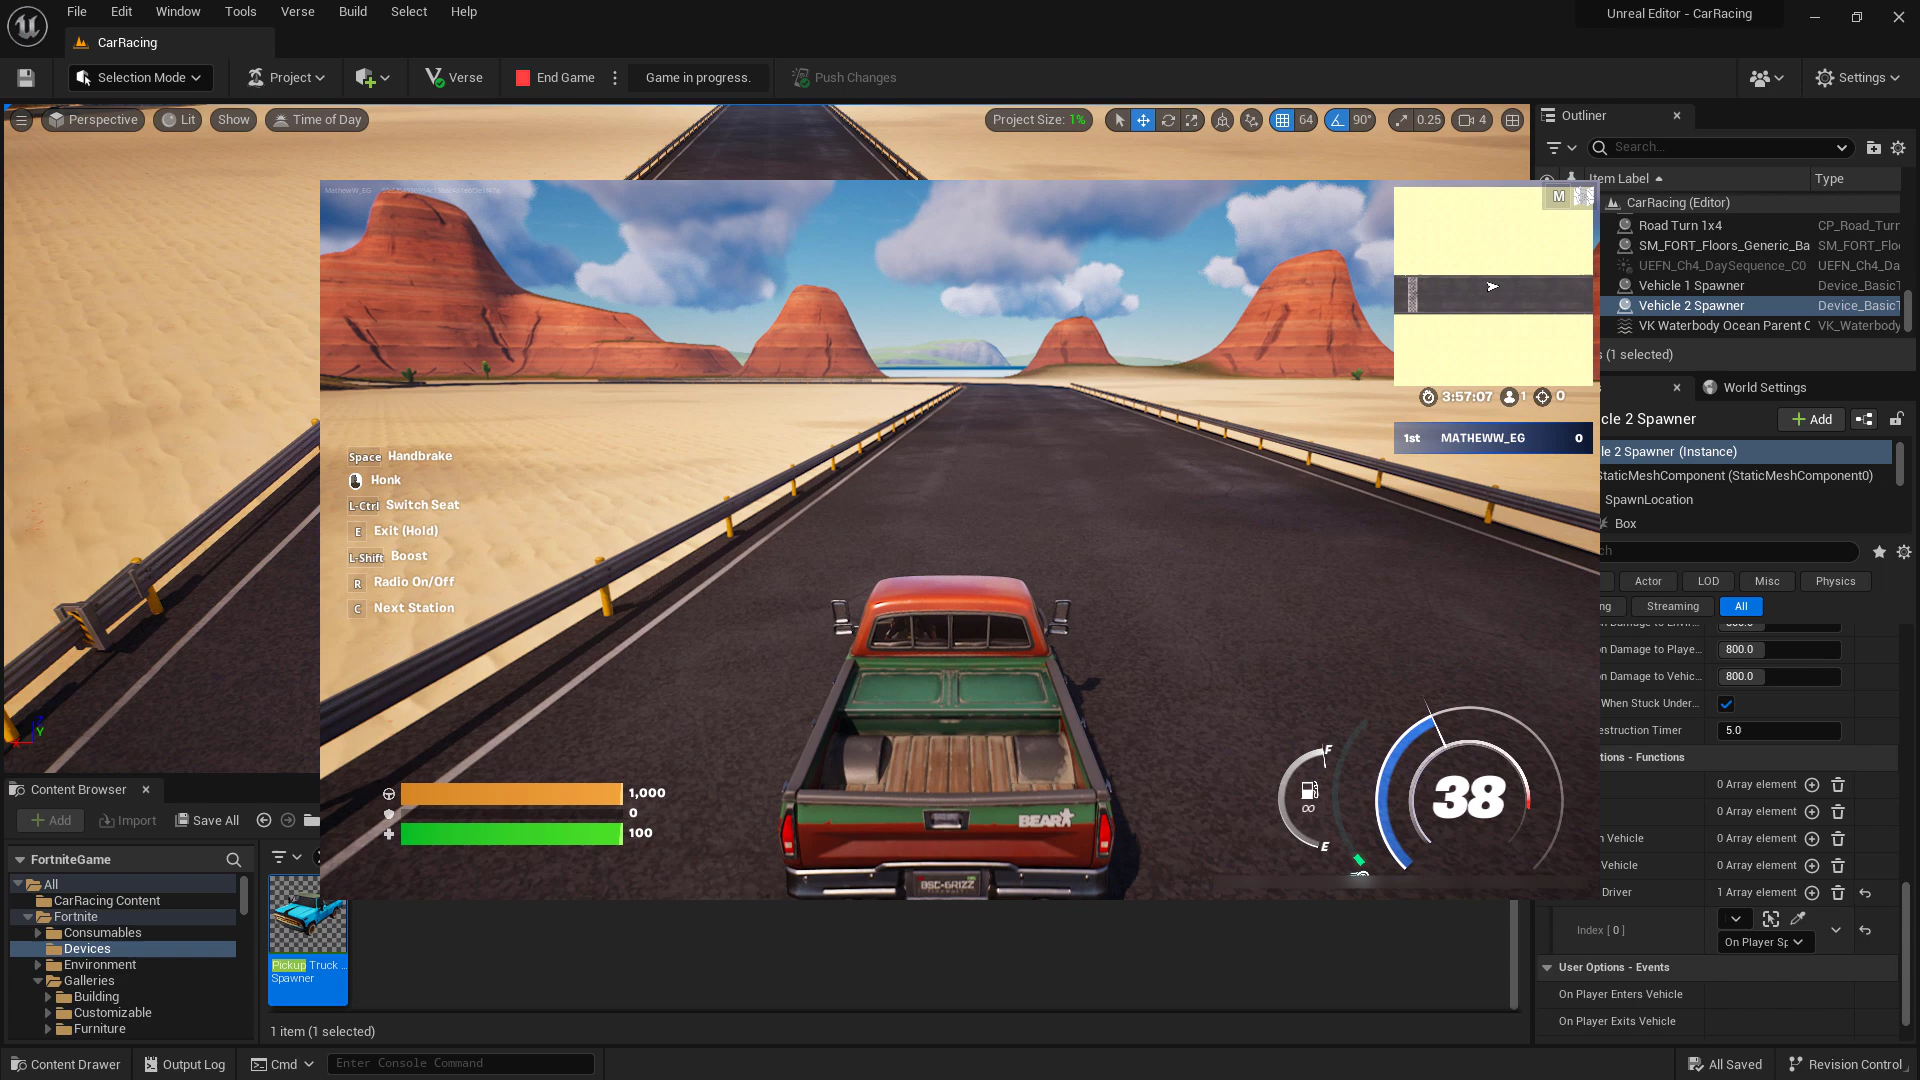 File Edit Window Tools Verse Build Select Help
Unreal Editor - CarRacing
CarRacing
Selection Mode
Project
Verse
End Game
Game in progress.
Push Changes
Settings
Perspective
Lit
Show
Time of Day
Project Size: 1%
64
90°
0.25
4
Outliner
Search...
Item Label
Type
CarRacing (Editor)
Road Turn 1x4 CP_Road_Turn
SM_FORT_Floors_Generic_Ba SM_FORT_Flo
UEFN_Ch4_DaySequence_C0 UEFN_Ch4_Da
Vehicle 1 Spawner Device_BasicT
Vehicle 2 Spawner Device_BasicT
VK Waterbody Ocean Parent C VK_Waterbody
s (1 selected)
World Settings
cle 2 Spawner
Add
le 2 Spawner (Instance)
StaticMeshComponent (StaticMeshComponent0)
SpawnLocation
Box
ch
Actor
LOD
Misc
Physics
ng
Streaming
All
n Damage to Playe... 800.0
n Damage to Vehic... 800.0
When Stuck Under...
estruction Timer 5.0
tions - Functions
0 Array element
0 Array element
n Vehicle 0 Array element
Vehicle 0 Array element
Driver 1 Array element
Index [ 0 ]
On Player Sp
User Options - Events
On Player Enters Vehicle
On Player Exits Vehicle
MathewW_EG
M
3:57:07 1 0
1st MATHEWW_EG 0
Space Handbrake
Honk
L-Ctrl Switch Seat
E Exit (Hold)
L-Shift Boost
R Radio On/Off
C Next Station
1,000
0
100
BEAR
BSC-GRIZZ
F
∞
E
38
Content Browser
Add
Import
Save All
FortniteGame
All
CarRacing Content
Fortnite
Consumables
Devices
Environment
Galleries
Building
Customizable
Furniture
Pickup Truck ...
Spawner
1 item (1 selected)
Content Drawer
Output Log
Cmd
Enter Console Command
All Saved
Revision Control